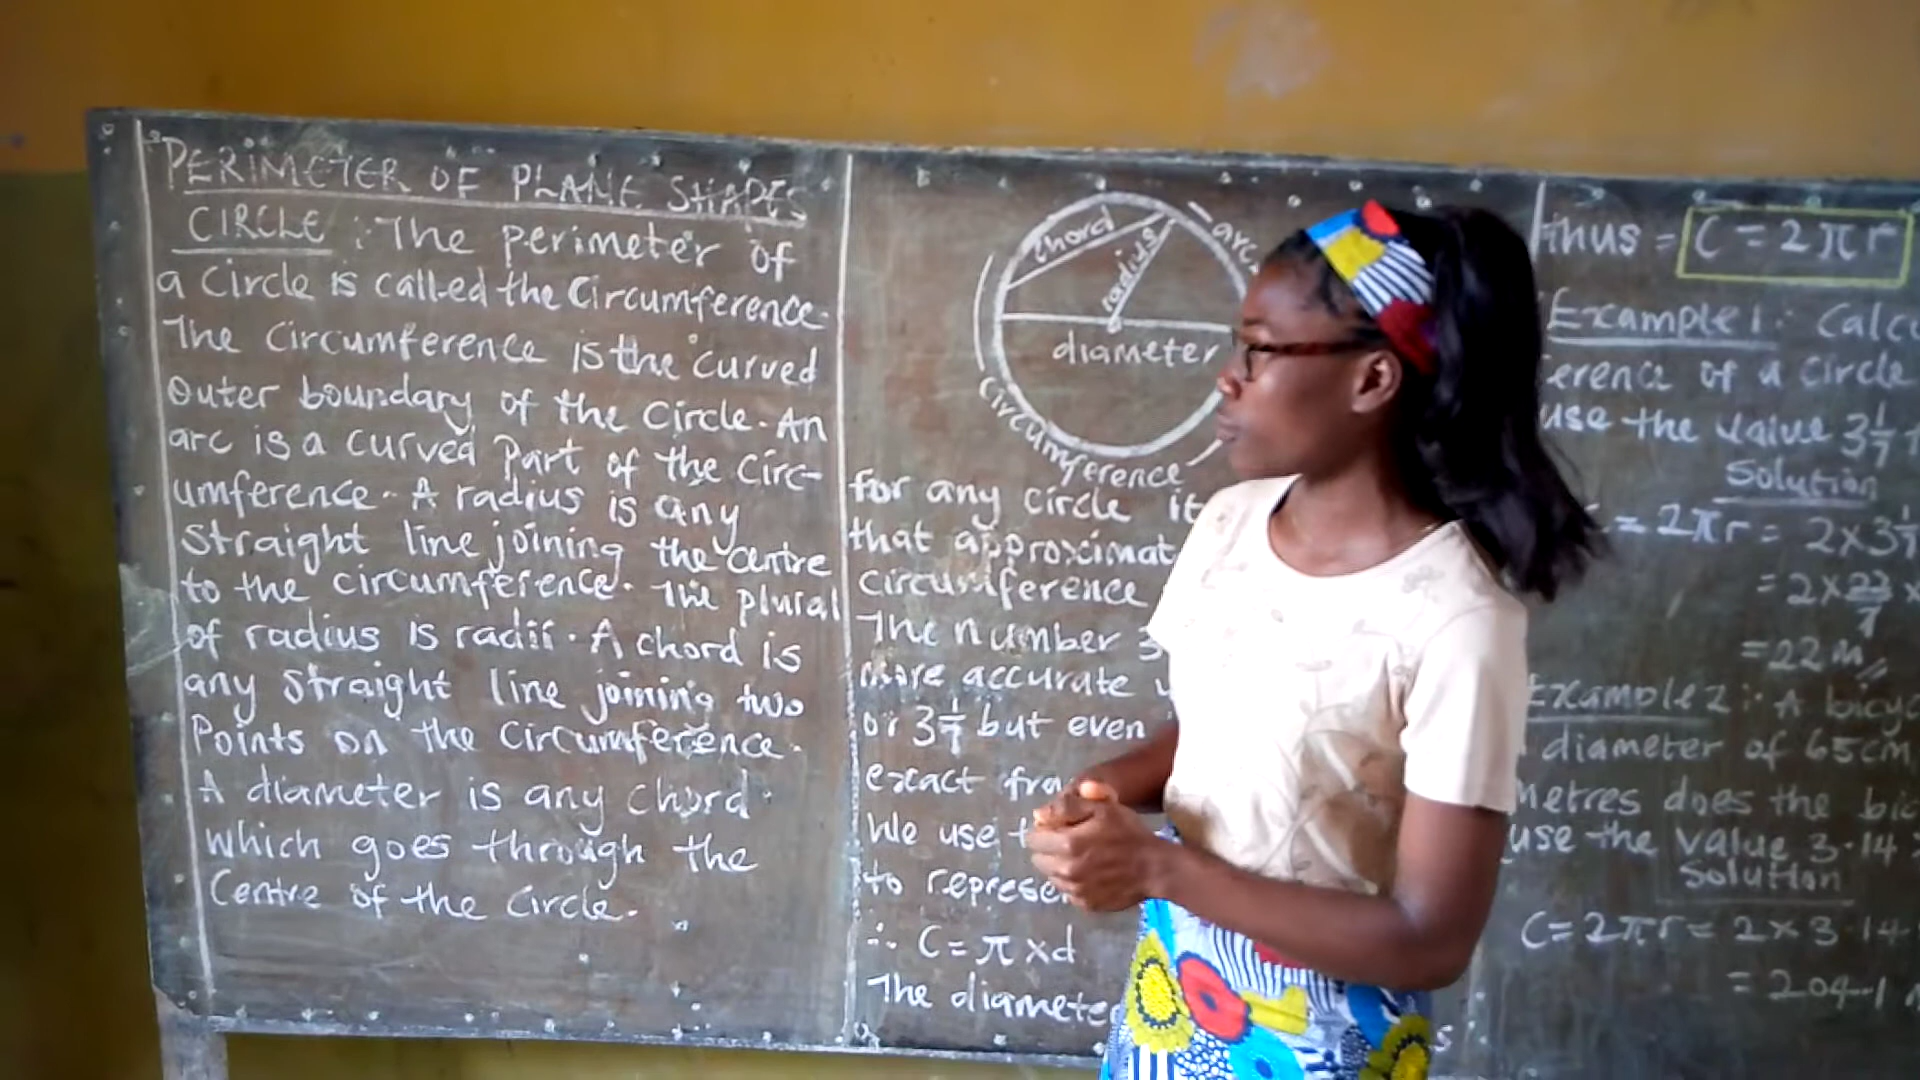 PERIMETER OF PLANE SHAPES
CIRCLE : The perimeter of
a circle is called the circumference.
The circumference is the curved
outer boundary of the circle. An
arc is a curved part of the circ-
umference. A radius is any
straight line joining the centre
to the circumference. The plural
of radius is radii. A chord is
any straight line joining two
points on the circumference.
A diameter is any chord
which goes through the
Centre of the circle.
chord
radius
arc
diameter
circumference
for any circle it
that approximat
circumference
The number 3
more accurate
or 3 1/7 but even
exact fra
We use
to represe
∴ C = π x d
The diamete
thus = C = 2πr
Example 1: Calcu
erence of a circle
use the value 3 1/7
Solution
= 2πr = 2 x 3 1/7
= 2 x 22/7 x
= 22 m
Example 2: A bicyc
diameter of 65cm,
metres does the bic
use the value 3.14
Solution
C = 2πr = 2 x 3.14
= 204.1